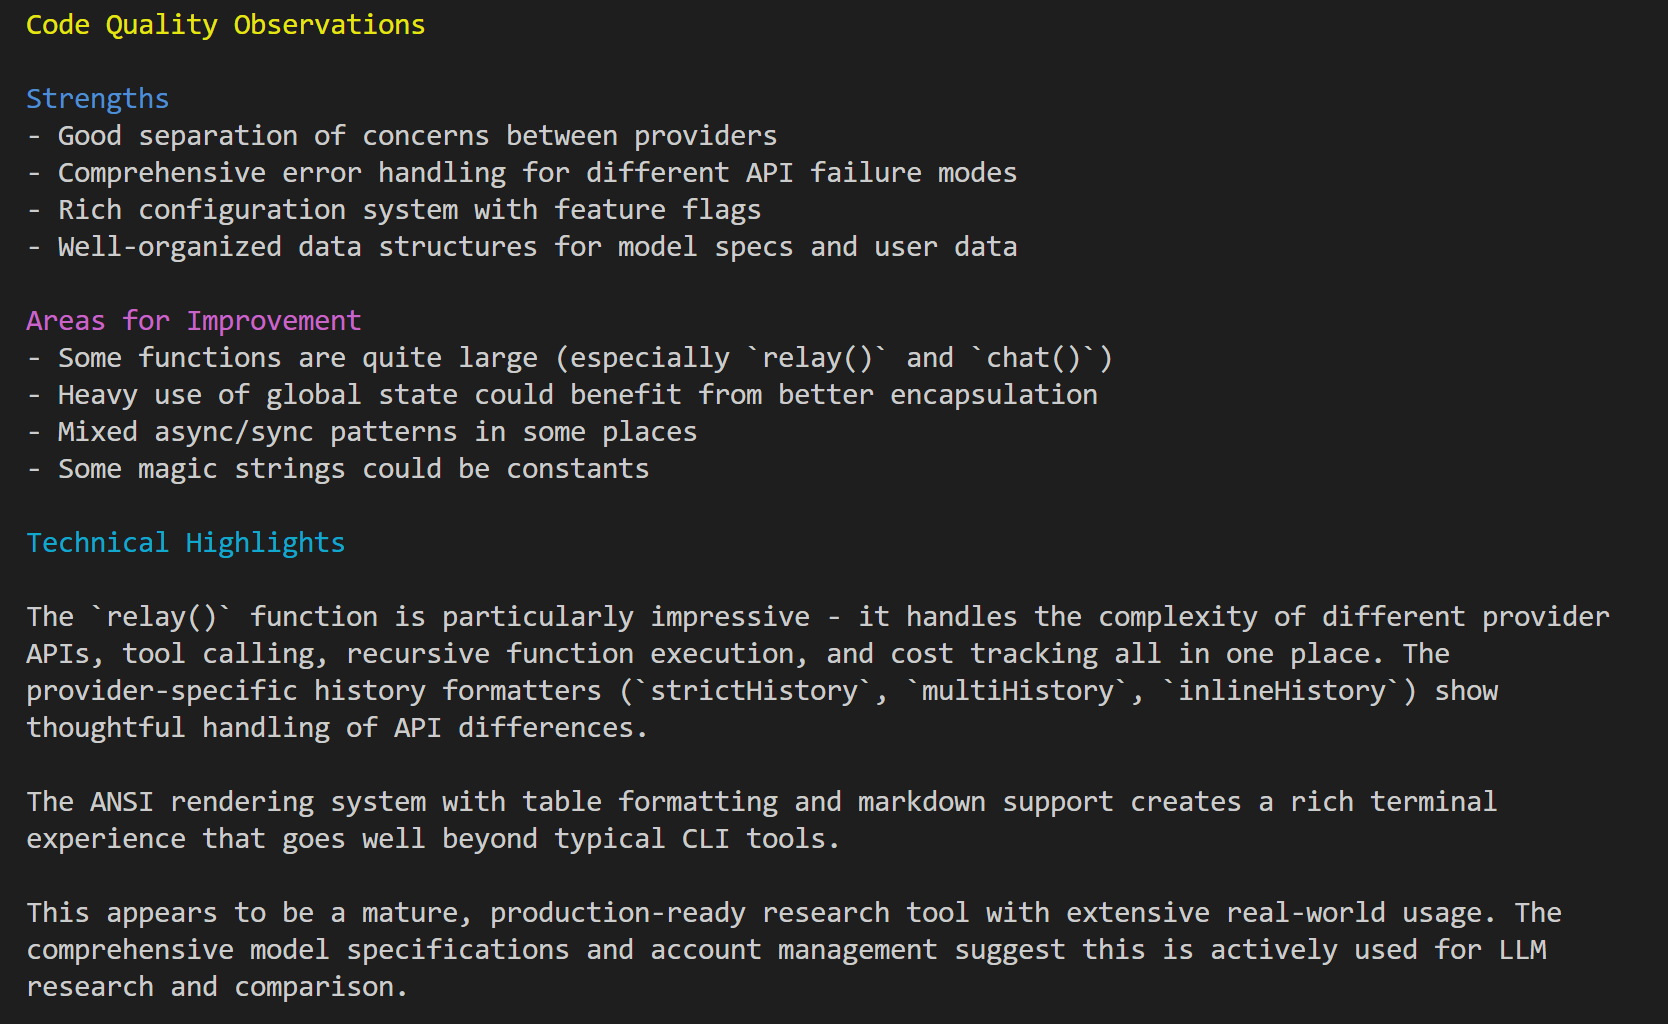 Code Quality Observations
Strengths
- Good separation of concerns between providers
- Comprehensive error handling for different API failure modes
- Rich configuration system with feature flags
- Well-organized data structures for model specs and user data
Areas for Improvement
- Some functions are quite large (especially `relay()` and `chat()`)
- Heavy use of global state could benefit from better encapsulation
- Mixed async/sync patterns in some places
- Some magic strings could be constants
Technical Highlights
The `relay()` function is particularly impressive - it handles the complexity of different provider
APIs, tool calling, recursive function execution, and cost tracking all in one place. The
provider-specific history formatters (`strictHistory`, `multiHistory`, `inlineHistory`) show
thoughtful handling of API differences.
The ANSI rendering system with table formatting and markdown support creates a rich terminal
experience that goes well beyond typical CLI tools.
This appears to be a mature, production-ready research tool with extensive real-world usage. The
comprehensive model specifications and account management suggest this is actively used for LLM
research and comparison.